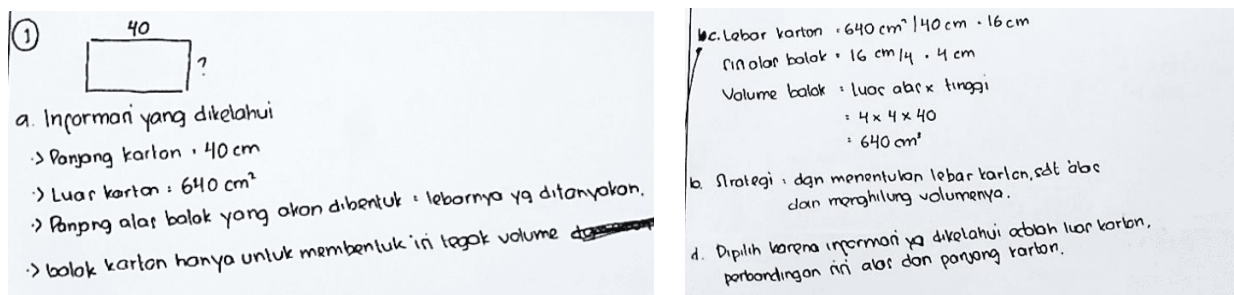 1
40
?
a. Informasi yang diketahui
-> Panjang karton = 40 cm
-> Luas karton = 640 cm²
-> Panjang alas balok yang akan dibentuk = lebarnya yg ditanyakan.
-> balok karton hanya untuk membentuk sisi tegak volume
c. Lebar karton = 640 cm² / 40 cm = 16 cm
sisi alas balok = 16 cm / 4 = 4 cm
Volume balok = luas alas x tinggi
= 4 x 4 x 40
= 640 cm³
b. Strategi : dgn menentukan lebar karton, sdt alas
dan menghitung volumenya.
d. Dipilih karena informasi yg diketahui adalah luas karton,
perbandingan sisi alas dan panjang karton.